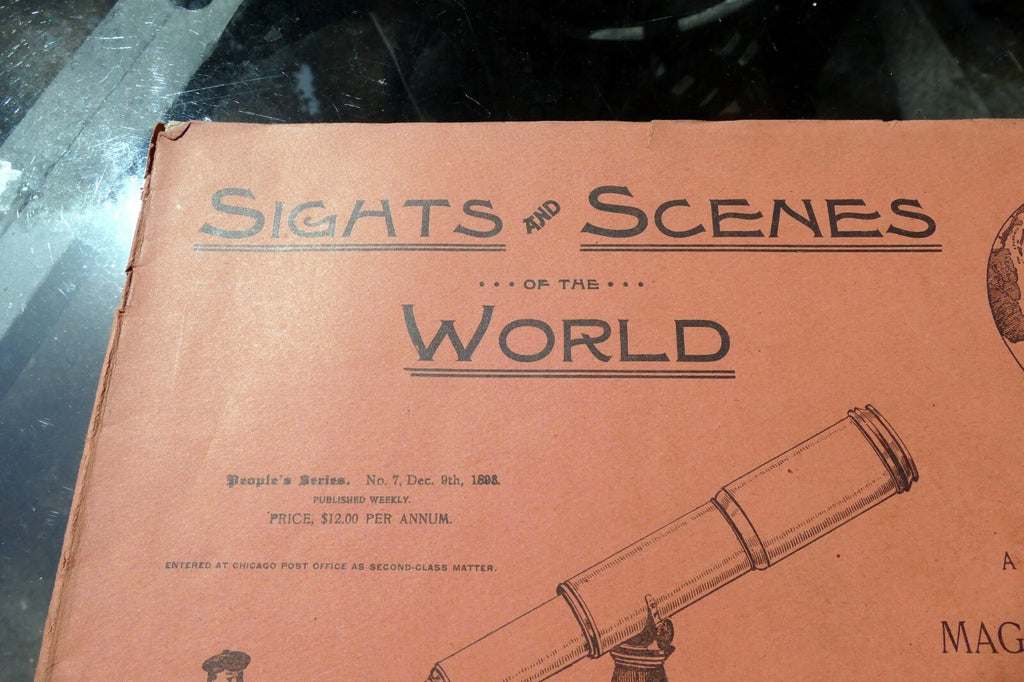 SIGHTS AND SCENES
••• OF THE •••
WORLD
People's Series. No. 7, Dec. 9th, 1893.
PUBLISHED WEEKLY.
PRICE, $12.00 PER ANNUM.
ENTERED AT CHICAGO POST OFFICE AS SECOND-CLASS MATTER.
A
MAG